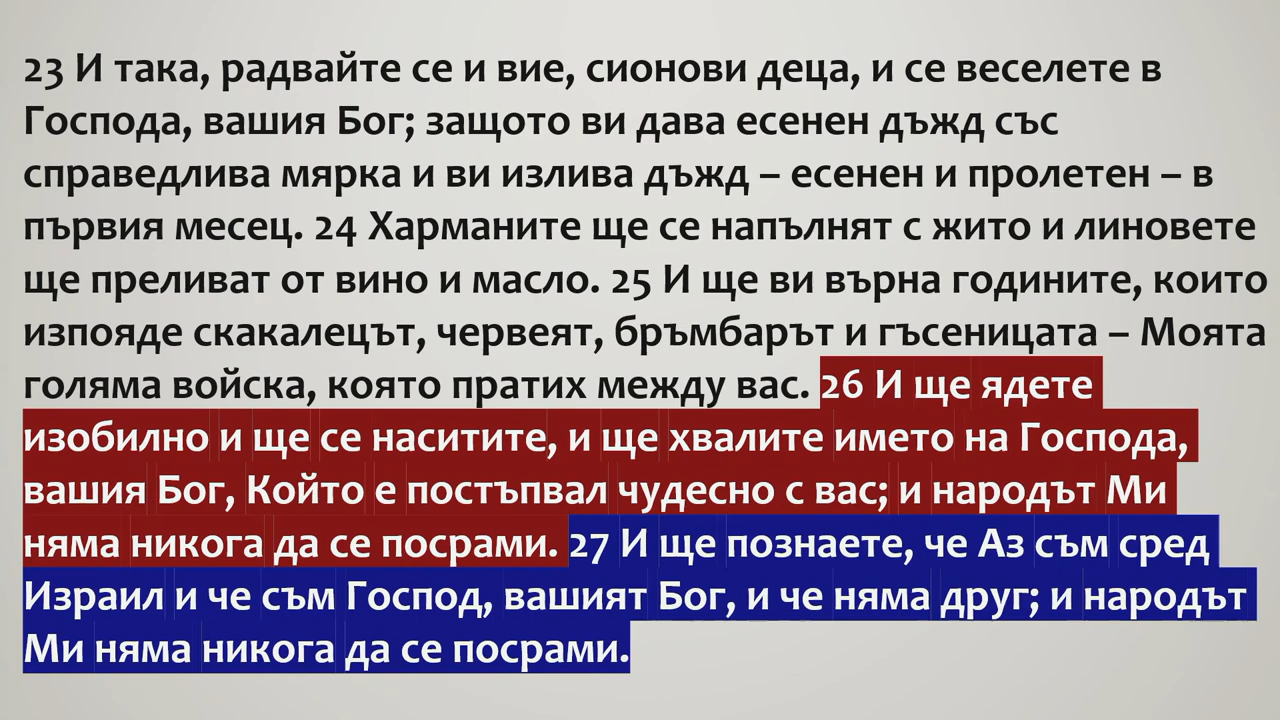 23 И така, радвайте се и вие, сионови деца, и се веселете в
Господа, вашия Бог; защото ви дава есенен дъжд със
справедлива мярка и ви излива дъжд – есенен и пролетен – в
първия месец. 24 Харманите ще се напълнят с жито и линовете
ще преливат от вино и масло. 25 И ще ви върна годините, които
изпояде скакалецът, червеят, бръмбарът и гъсеницата – Моята
голяма войска, която пратих между вас. 26 И ще ядете
изобилно и ще се наситите, и ще хвалите името на Господа,
вашия Бог, Който е постъпвал чудесно с вас; и народът Ми
няма никога да се посрами. 27 И ще познаете, че Аз съм сред
Израил и че съм Господ, вашият Бог, и че няма друг; и народът
Ми няма никога да се посрами.